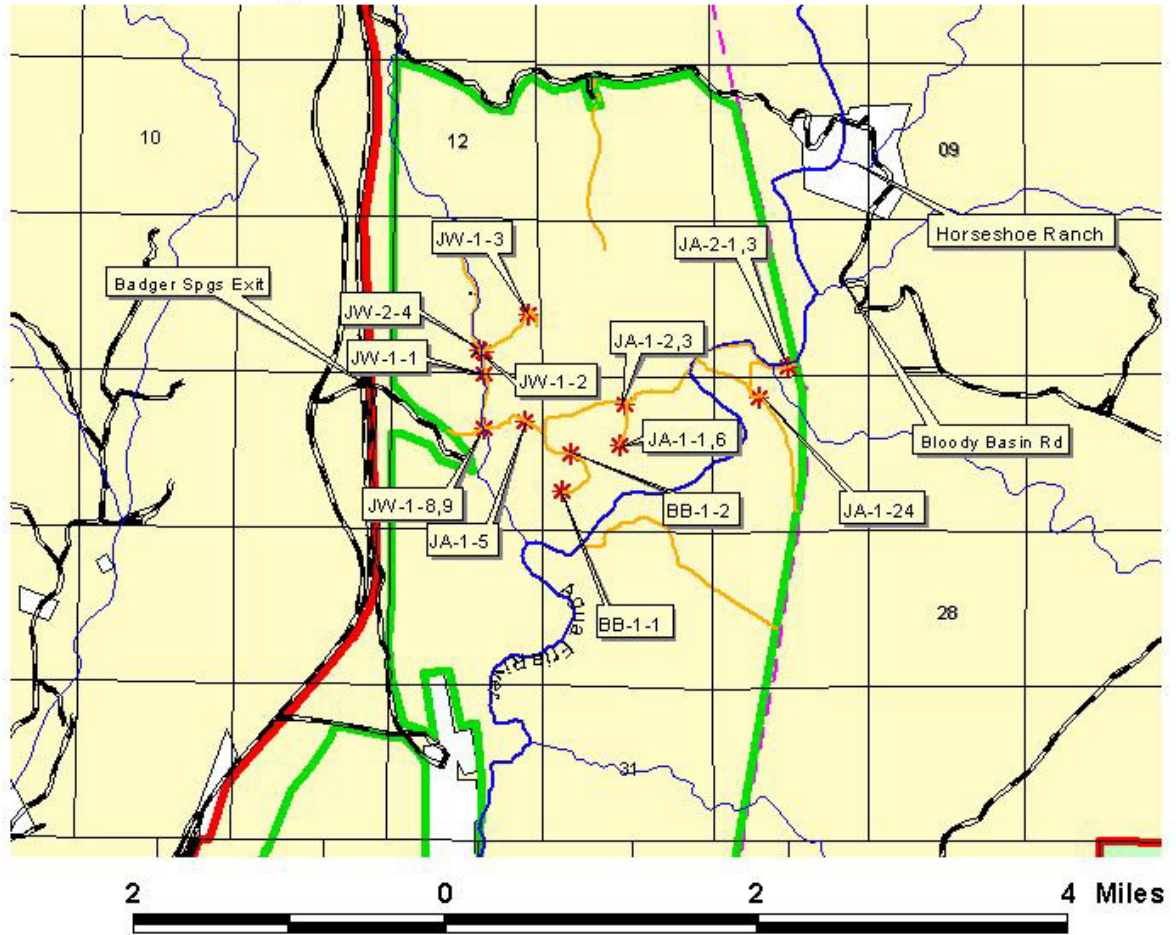 10
12
09
JW-1-3
JA-2-1,3
Horseshoe Ranch
Badger Spgs Exit
JW-2-4
JA-1-2,3
JW-1-1
JW-1-2
JA-1-1,6
Bloody Basin Rd
JW-1-8,9
BB-1-2
JA-1-24
JA-1-5
BB-1-1
28
Agua Fria River
31
2 0 2 4 Miles